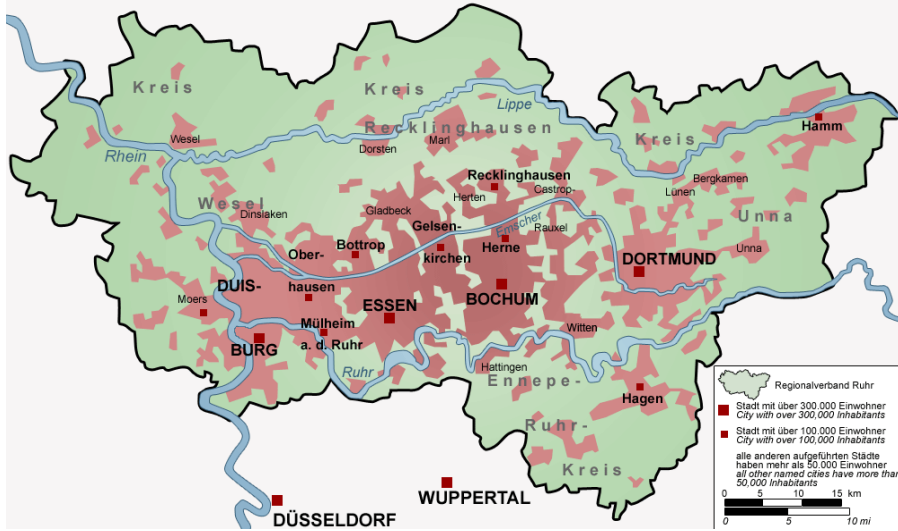 Kreis
Kreis
Lippe
Hamm
Recklinghausen
Kreis
Wesel
Rhein
Dorsten
Marl
Recklinghausen
Bergkamen
Lünen
Castrop-
Herten
Wesel
Dinslaken
Gladbeck
Gelsen-
Emscher
Rauxel
Unna
Bottrop
Herne
Unna
Ober-
kirchen
DORTMUND
DUIS-
hausen
BOCHUM
Moers
ESSEN
Mülheim
a. d. Ruhr
Witten
BURG
Ruhr
Hattingen
Ennepe-
Hagen
Ruhr-
Kreis
WUPPERTAL
DÜSSELDORF
Regionalverband Ruhr
Stadt mit über 300.000 Einwohner
City with over 300,000 Inhabitants
Stadt mit über 100.000 Einwohner
City with over 100,000 Inhabitants
alle anderen aufgeführten Städte
haben mehr als 50.000 Einwohner
all other named cities have more than
50,000 Inhabitants
0 5 10 15 km
0 5 10 mi